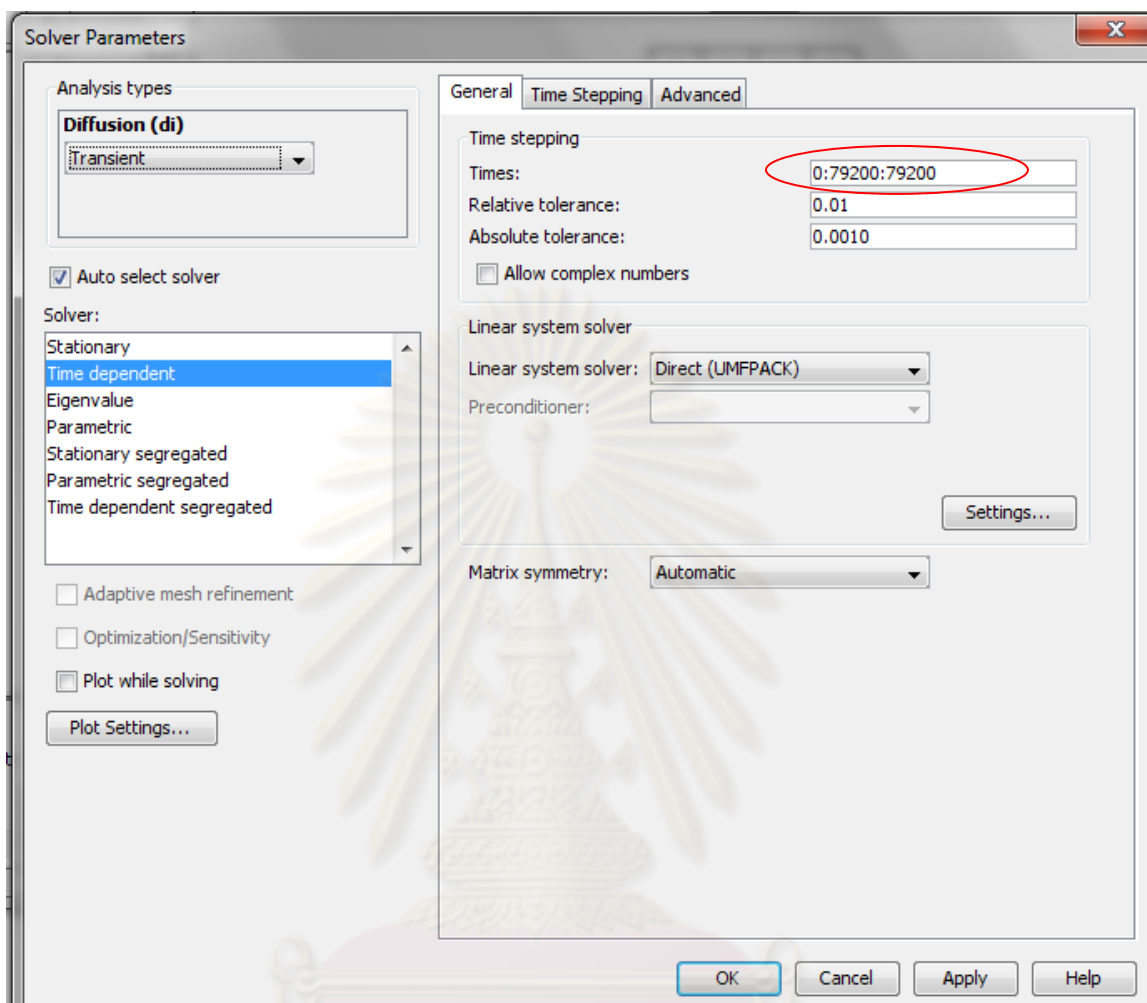 Solver Parameters
Analysis types
Diffusion (di)
Transient
Auto select solver
Solver:
Stationary
Time dependent
Eigenvalue
Parametric
Stationary segregated
Parametric segregated
Time dependent segregated
Adaptive mesh refinement
Optimization/Sensitivity
Plot while solving
Plot Settings...
General Time Stepping Advanced
Time stepping
Times: 0:79200:79200
Relative tolerance: 0.01
Absolute tolerance: 0.0010
Allow complex numbers
Linear system solver
Linear system solver: Direct (UMFPACK)
Preconditioner:
Settings...
Matrix symmetry: Automatic
OK Cancel Apply Help